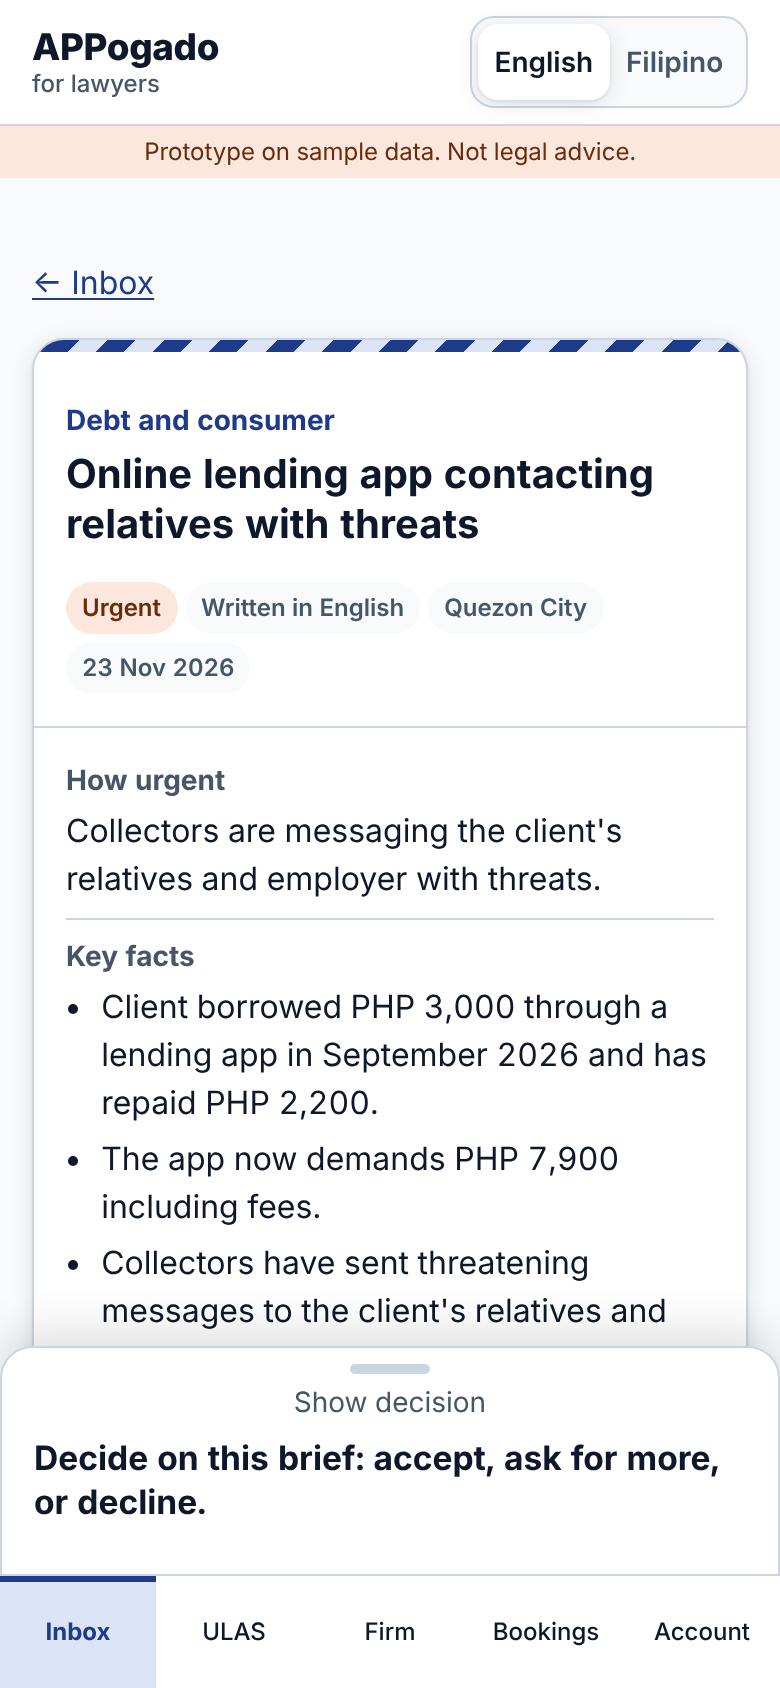 APPogado
for lawyers
English
Filipino
Prototype on sample data. Not legal advice.
← Inbox
Debt and consumer
Online lending app contacting
relatives with threats
Urgent
Written in English
Quezon City
23 Nov 2026
How urgent
Collectors are messaging the client's
relatives and employer with threats.
Key facts
• Client borrowed PHP 3,000 through a
lending app in September 2026 and has
repaid PHP 2,200.
• The app now demands PHP 7,900
including fees.
• Collectors have sent threatening
messages to the client's relatives and
Show decision
Decide on this brief: accept, ask for more,
or decline.
Inbox
ULAS
Firm
Bookings
Account